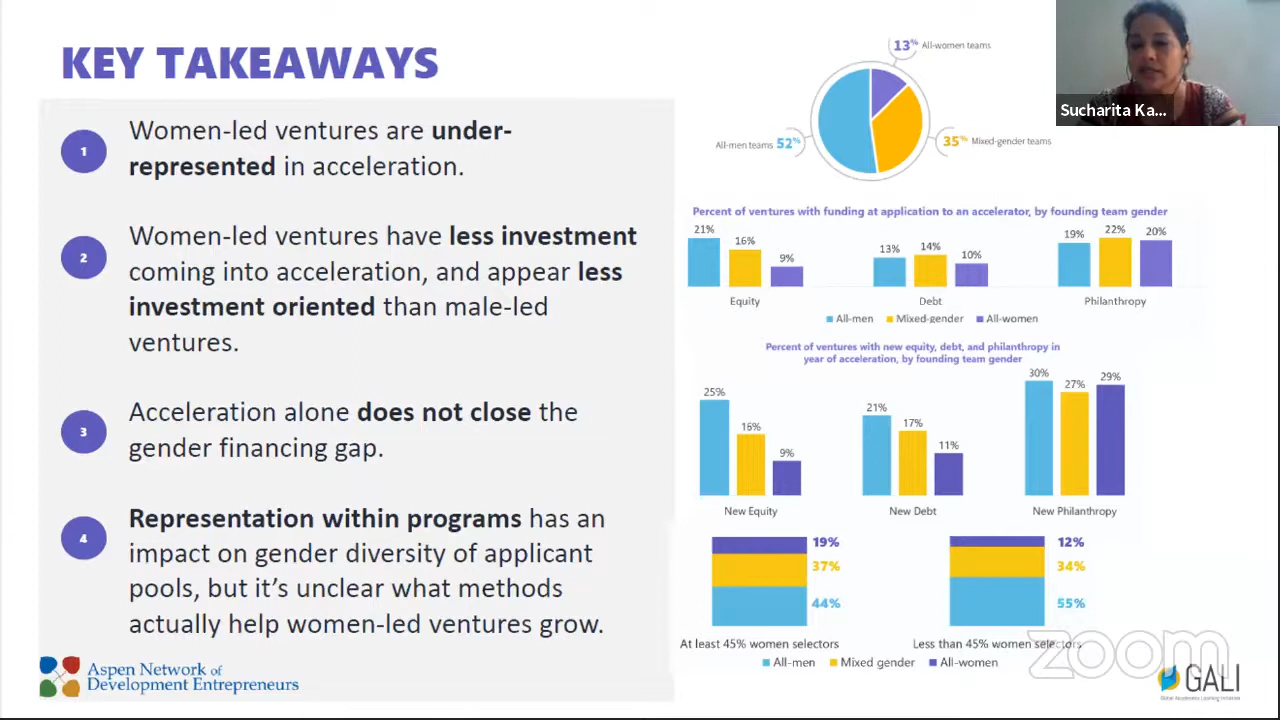 KEY TAKEAWAYS
1
Women-led ventures are under-
represented in acceleration.
2
Women-led ventures have less investment
coming into acceleration, and appear less
investment oriented than male-led
ventures.
3
Acceleration alone does not close the
gender financing gap.
4
Representation within programs has an
impact on gender diversity of applicant
pools, but it's unclear what methods
actually help women-led ventures grow.
Aspen Network of
Development Entrepreneurs
13% All-women teams
All-men teams 52%
35% Mixed-gender teams
Sucharita Ka...
Percent of ventures with funding at application to an accelerator, by founding team gender
21% 16% 9%
13% 14% 10%
19% 22% 20%
Equity Debt Philanthropy
All-men Mixed-gender All-women
Percent of ventures with new equity, debt, and philanthropy in
year of acceleration, by founding team gender
25% 16% 9%
21% 17% 11%
30% 27% 29%
New Equity New Debt New Philanthropy
19% 12%
37% 34%
44% 55%
At least 45% women selectors Less than 45% women selectors
All-men Mixed gender All-women
zoom
GALI
Global Accelerator Learning Initiative